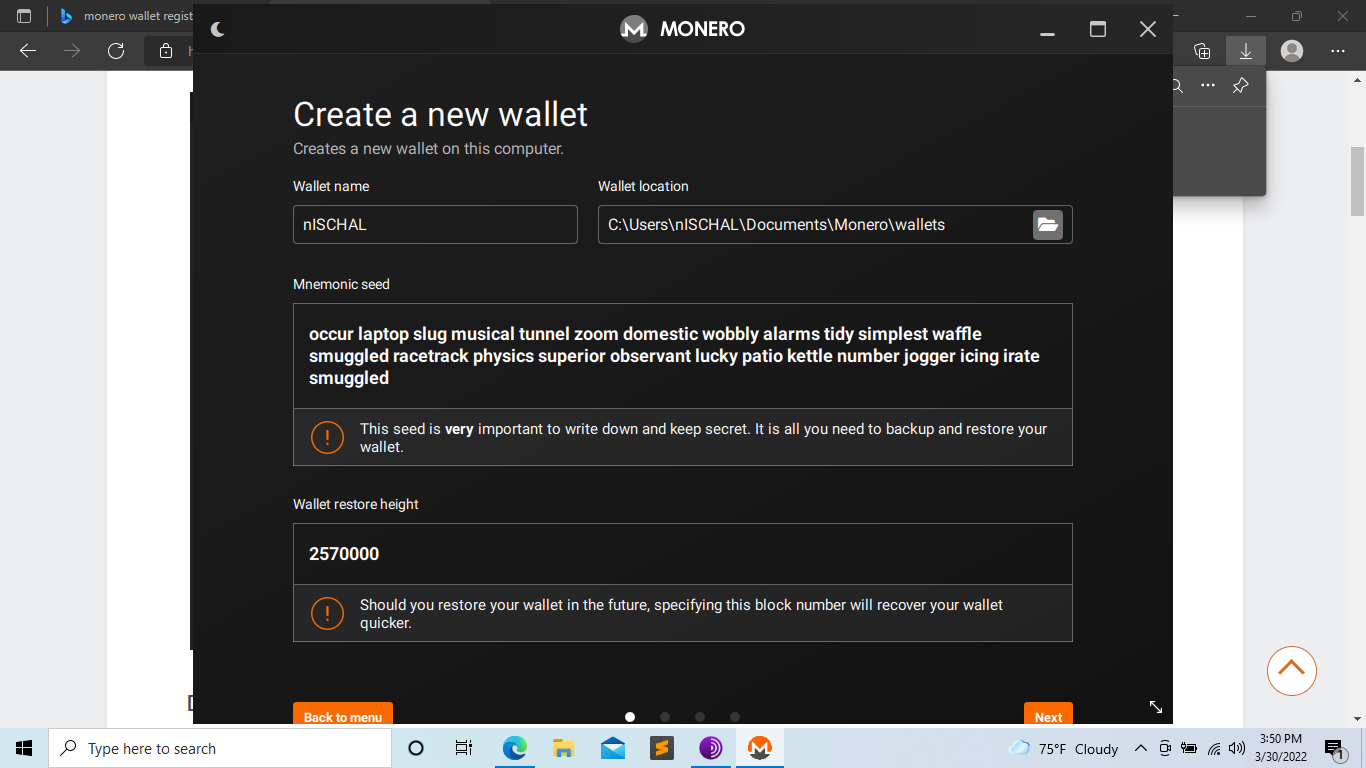 monero wallet regist
MONERO
Create a new wallet
Creates a new wallet on this computer.
Wallet name
Wallet location
nISCHAL
C:\Users\nISCHAL\Documents\Monero\wallets
Mnemonic seed
occur laptop slug musical tunnel zoom domestic wobbly alarms tidy simplest waffle
smuggled racetrack physics superior observant lucky patio kettle number jogger icing irate
smuggled
This seed is very important to write down and keep secret. It is all you need to backup and restore your
wallet.
Wallet restore height
2570000
Should you restore your wallet in the future, specifying this block number will recover your wallet
quicker.
Back to menu
Next
Type here to search
75°F Cloudy
3:50 PM
3/30/2022
1